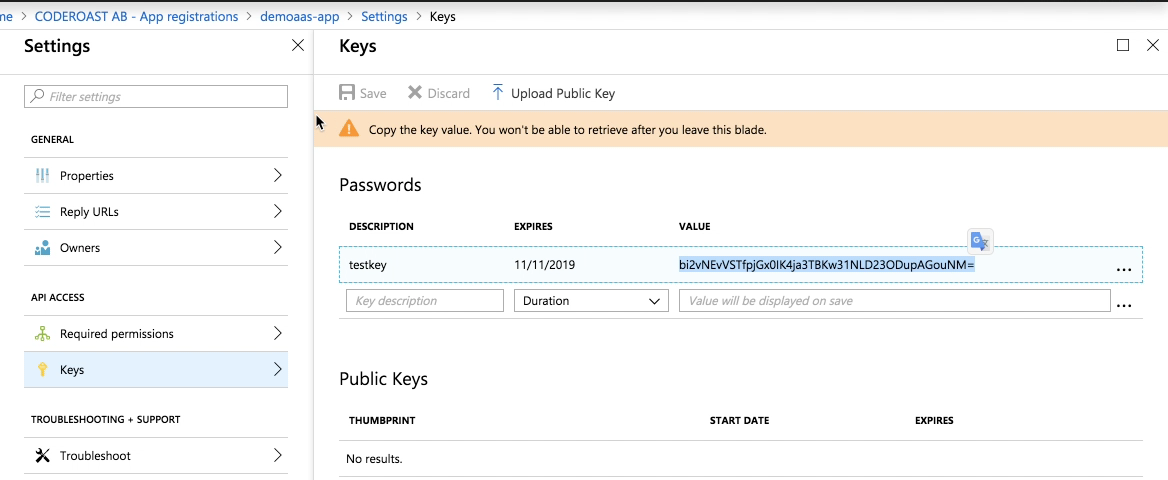 me > CODEROAST AB - App registrations > demoaas-app > Settings > Keys
Settings
Filter settings
GENERAL
Properties
Reply URLs
Owners
API ACCESS
Required permissions
Keys
TROUBLESHOOTING + SUPPORT
Troubleshoot
Keys
Save Discard Upload Public Key
Copy the key value. You won't be able to retrieve after you leave this blade.
Passwords
DESCRIPTION EXPIRES VALUE
testkey 11/11/2019 bi2vNEvVSTfpjGx0IK4ja3TBKw31NLD23ODupAGouNM=
Key description Duration Value will be displayed on save
Public Keys
THUMBPRINT START DATE EXPIRES
No results.